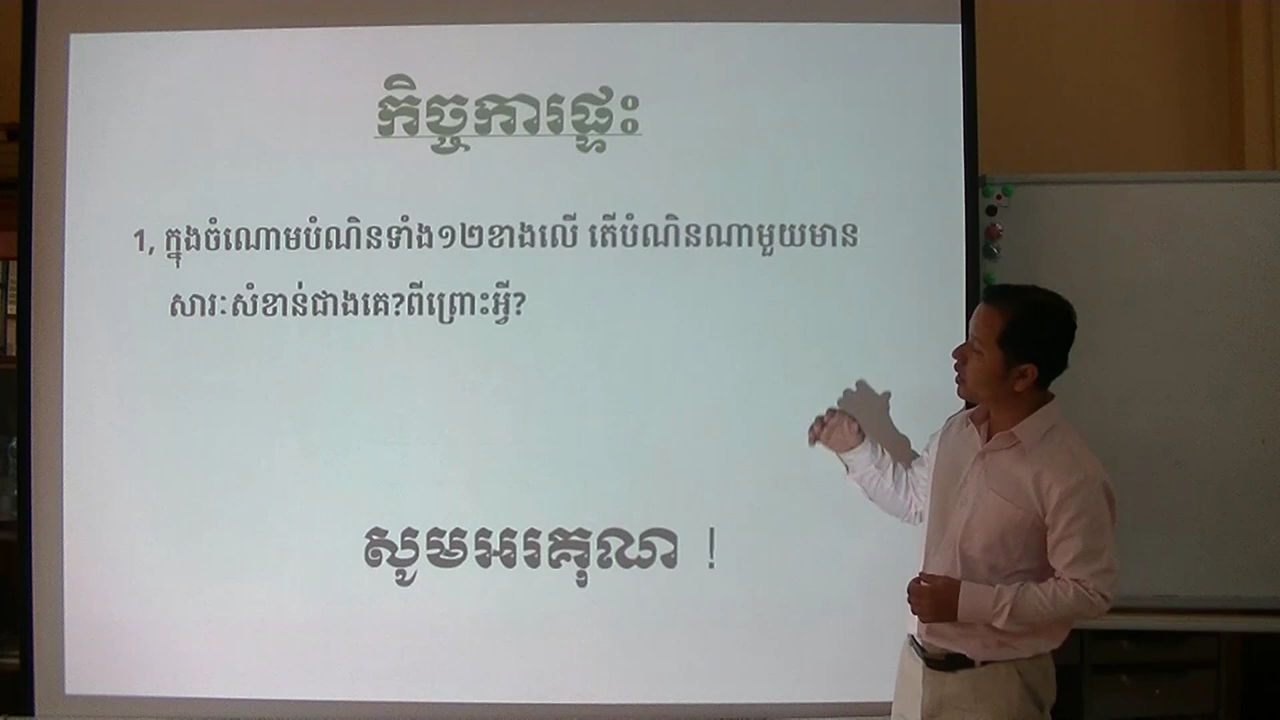 កិច្ចការផ្ទះ
1, ក្នុងចំណោមបំណិនទាំង១២ខាងលើ តើបំណិនណាមួយមាន
សារៈសំខាន់ជាងគេ?ពីព្រោះអ្វី?
សូមអរគុណ !